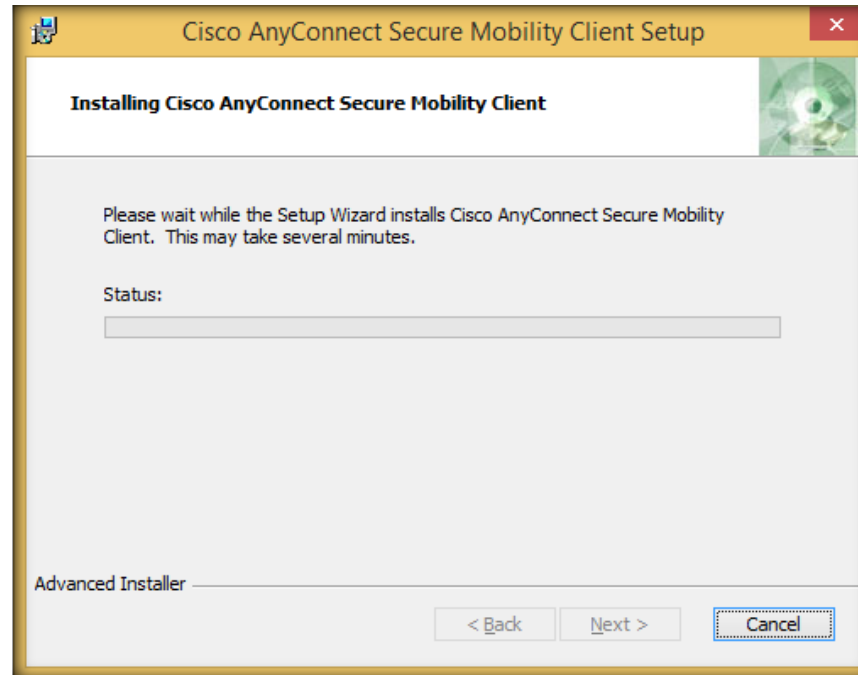 Cisco AnyConnect Secure Mobility Client Setup
Installing Cisco AnyConnect Secure Mobility Client
Please wait while the Setup Wizard installs Cisco AnyConnect Secure Mobility
Client. This may take several minutes.
Status:
Advanced Installer
< Back
Next >
Cancel